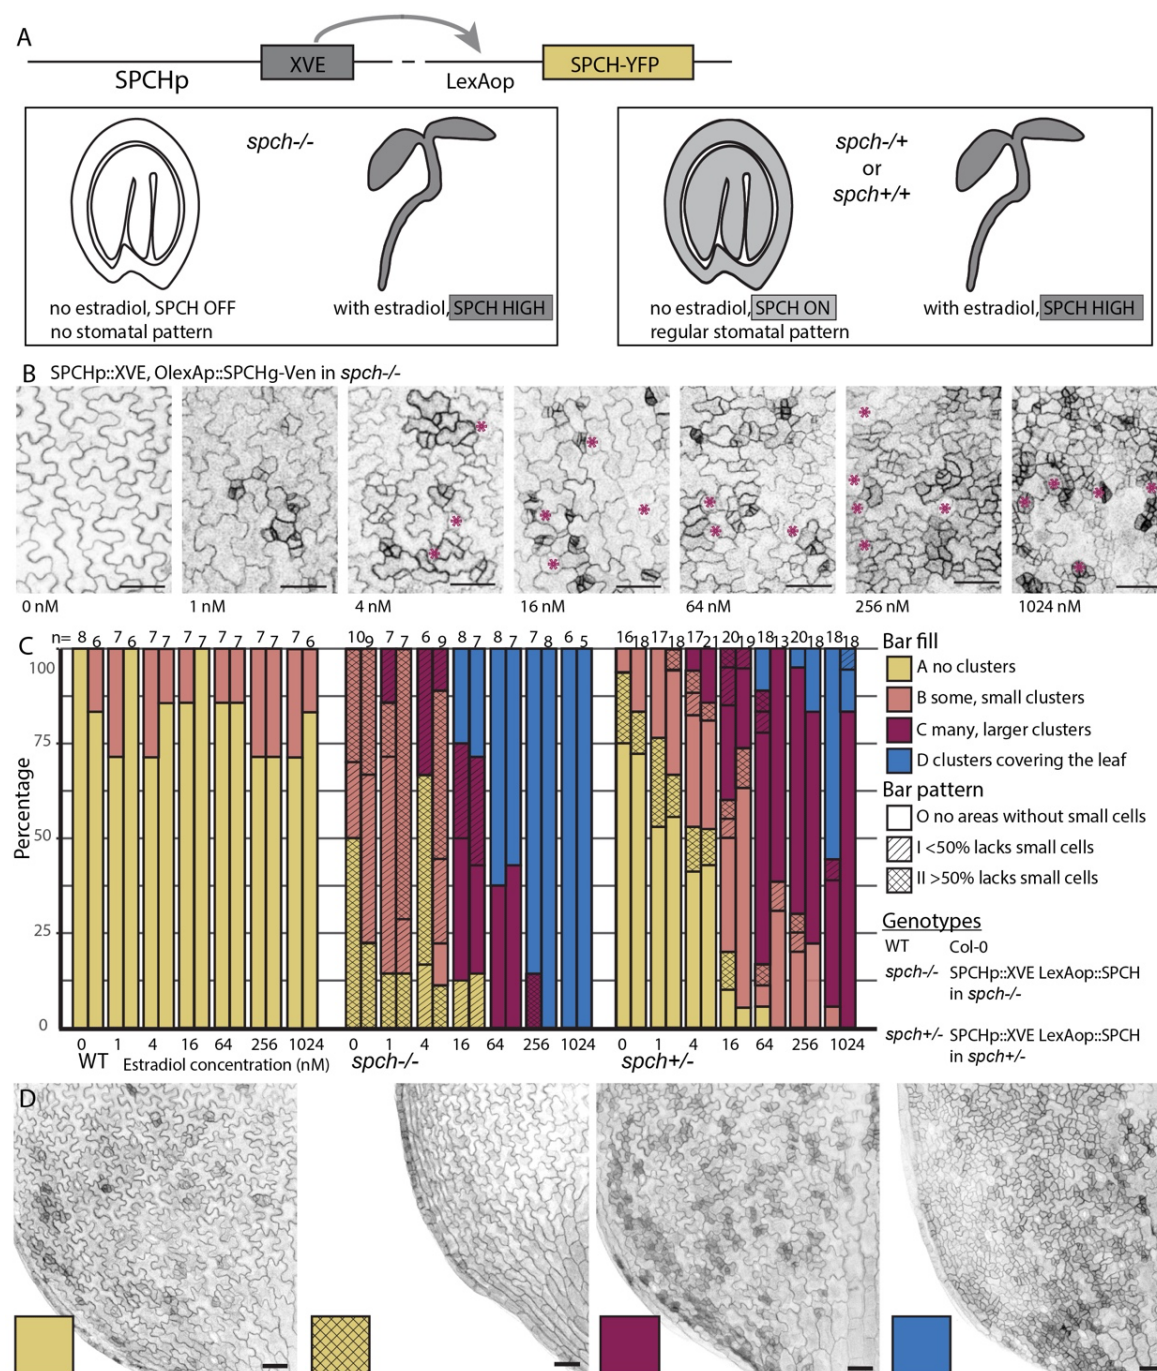 A
XVE
SPCH-YFP
SPCHp
LexAop
spch-/-
no estradiol, SPCH OFF
no stomatal pattern
with estradiol, SPCH HIGH
spch-/+
or
spch+/+
no estradiol, SPCH ON
regular stomatal pattern
with estradiol, SPCH HIGH
B SPCHp::XVE, OlexAp::SPCHg-Ven in spch-/-
* * * * * * * * * * * * * * * * * * * *
0 nM 1 nM 4 nM 16 nM 64 nM 256 nM 1024 nM
C
n= 8 6 7 6 7 7 7 7 7 7 7 7 7 6 10 9 7 7 6 9 8 7 8 7 7 8 6 5 16 18 17 18 17 21 20 19 18 13 20 18 18 18
100
75
50
25
0
Percentage
0 1 4 16 64 256 1024 0 1 4 16 64 256 1024 0 1 4 16 64 256 1024
WT Estradiol concentration (nM) spch-/- spch+/-
Bar fill
A no clusters
B some, small clusters
C many, larger clusters
D clusters covering the leaf
Bar pattern
O no areas without small cells
I <50% lacks small cells
II >50% lacks small cells
Genotypes
WT Col-0
spch-/- SPCHp::XVE LexAop::SPCH
in spch-/-
spch+/- SPCHp::XVE LexAop::SPCH
in spch+/-
D